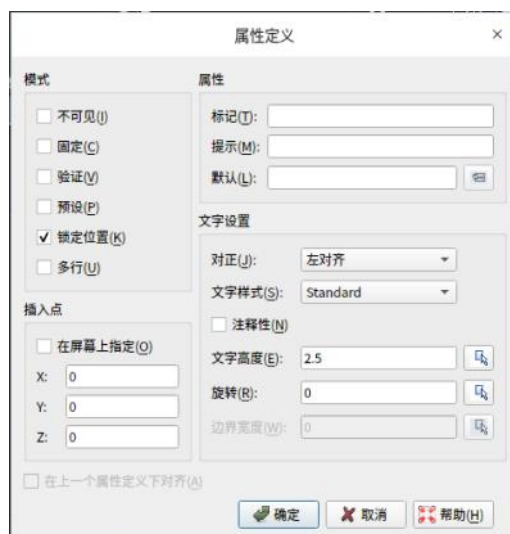 属性定义
模式
不可见(I)
固定(C)
验证(V)
预设(P)
锁定位置(K)
多行(U)
插入点
在屏幕上指定(O)
X: 0
Y: 0
Z: 0
属性
标记(T):
提示(M):
默认(L):
文字设置
对正(J): 左对齐
文字样式(S): Standard
注释性(N)
文字高度(E): 2.5
旋转(R): 0
边界宽度(W): 0
在上一个属性定义下对齐(A)
确定 取消 帮助(H)